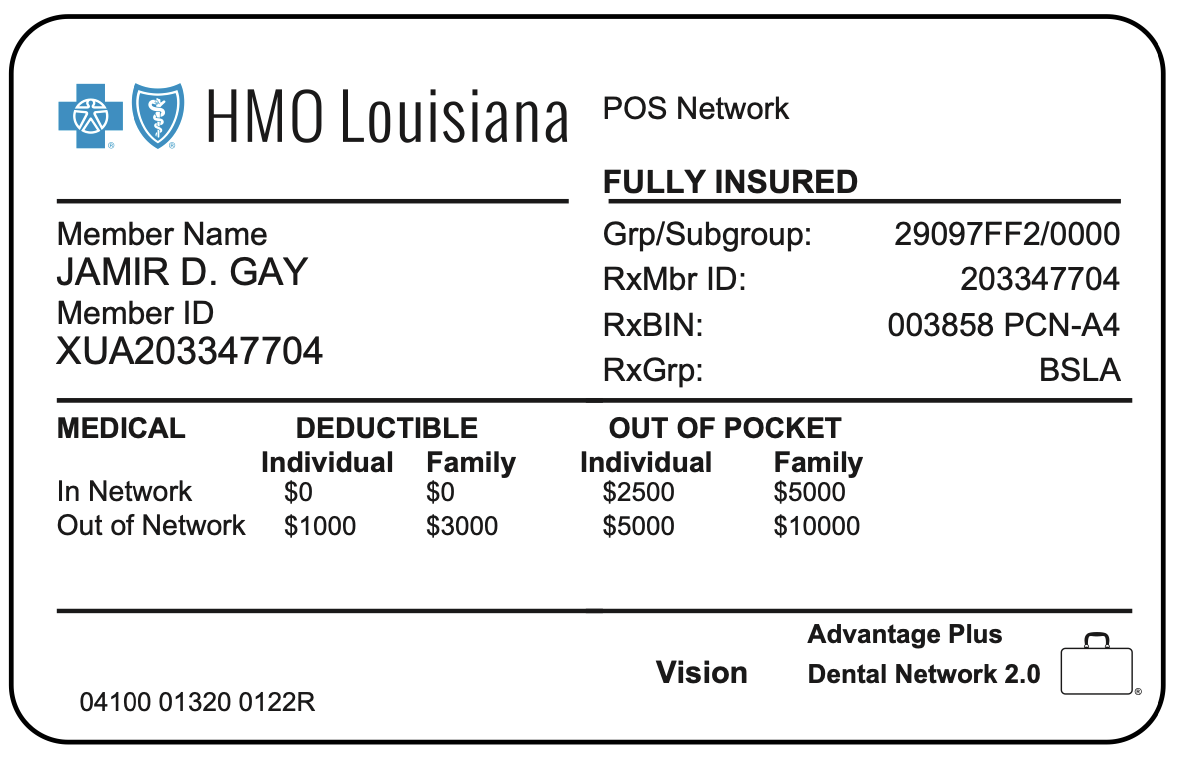 HMO Louisiana
POS Network
FULLY INSURED
Member Name
JAMIR D. GAY
Member ID
XUA203347704
Grp/Subgroup: 29097FF2/0000
RxMbr ID: 203347704
RxBIN: 003858 PCN-A4
RxGrp: BSLA
MEDICAL DEDUCTIBLE OUT OF POCKET
Individual Family Individual Family
In Network $0 $0 $2500 $5000
Out of Network $1000 $3000 $5000 $10000
Advantage Plus
Vision Dental Network 2.0 ®
04100 01320 0122R